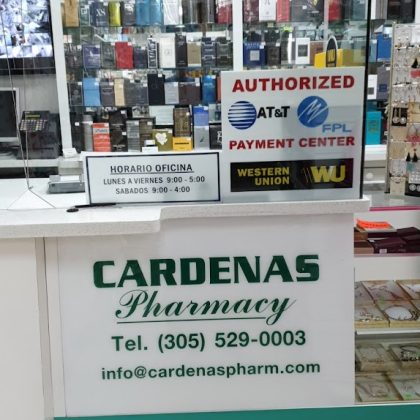 AUTHORIZED
AT&T
FPL
PAYMENT CENTER
WESTERN UNION WU
HORARIO OFICINA
LUNES A VIERNES 9:00 - 5:00
SABADOS 9:00 - 4:00
CARDENAS
Pharmacy
Tel. (305) 529-0003
info@cardenaspharm.com